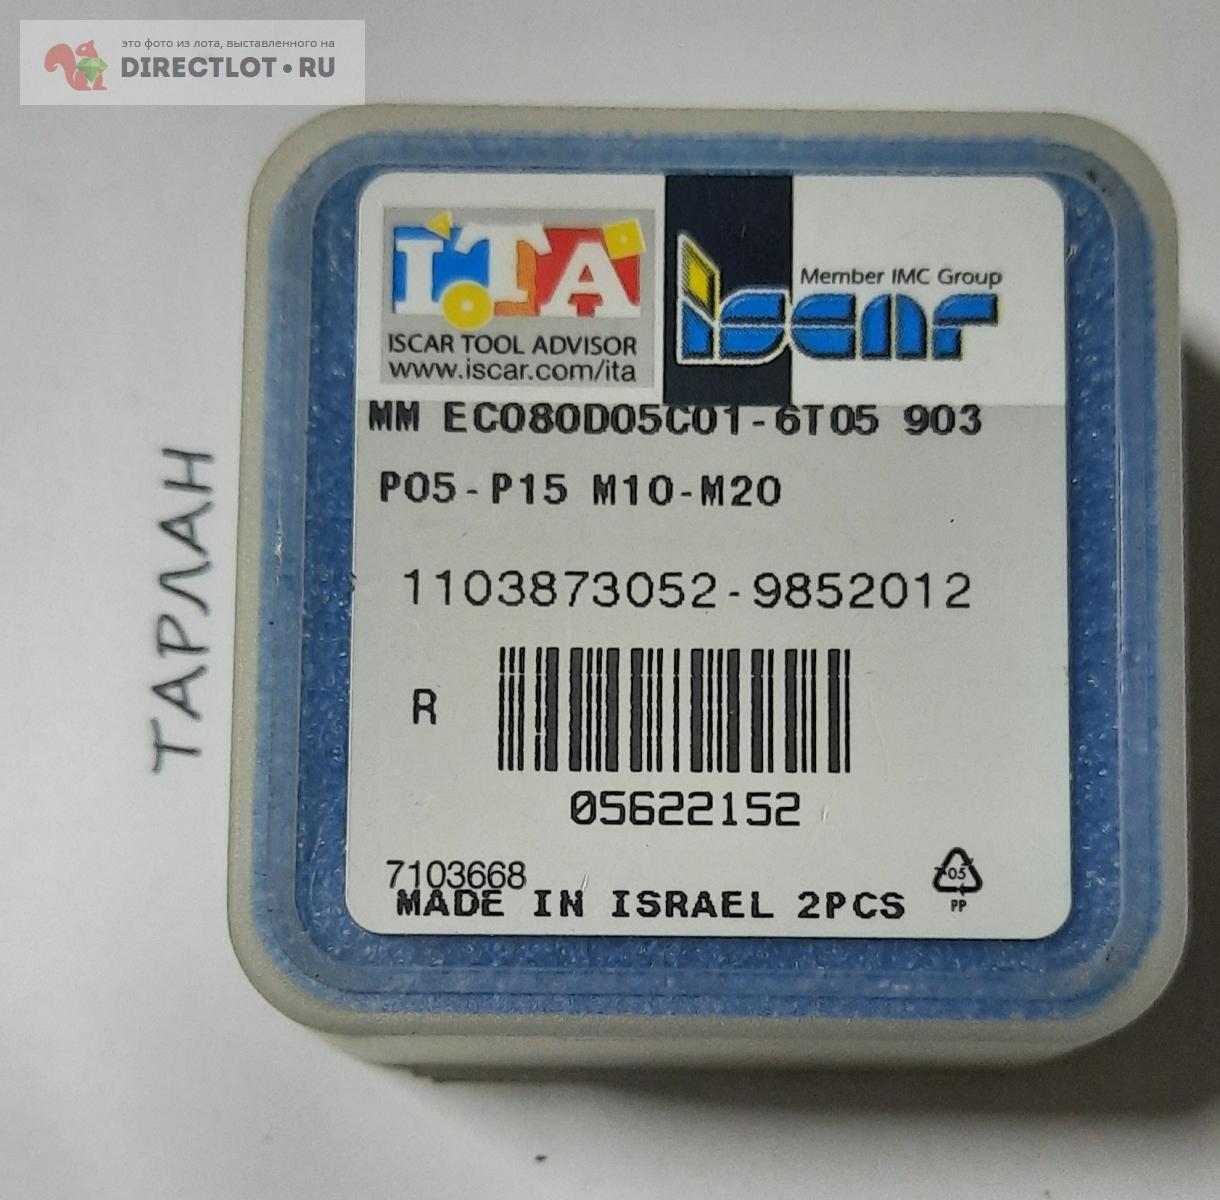 это фото из лота, выставленного на
DIRECTLOT•RU
ITA
ISCAR TOOL ADVISOR
www.iscar.com/ita
Member IMC Group
iscar
MM EC080D05C01-6T05 903
P05-P15 M10-M20
1103873052-9852012
R
05622152
7103668
MADE IN ISRAEL 2PCS
05
PP
ТАРЛАН